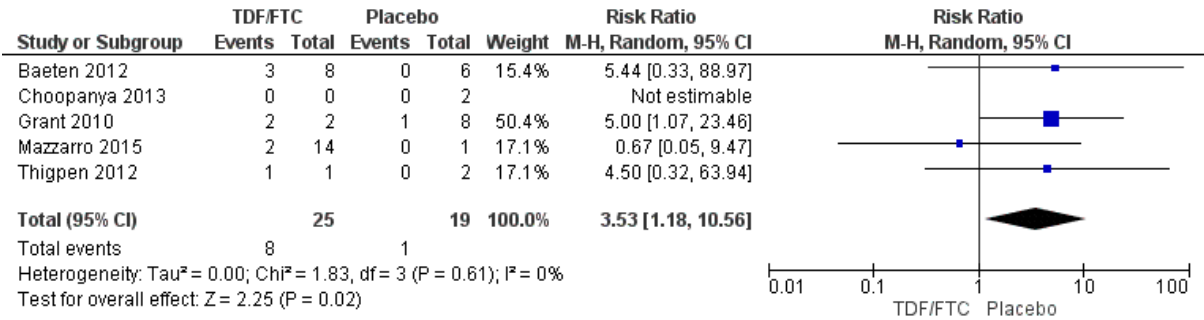 TDF/FTC Placebo Risk Ratio Risk Ratio
Study or Subgroup Events Total Events Total Weight M-H, Random, 95% CI M-H, Random, 95% CI
Baeten 2012 3 8 0 6 15.4% 5.44 [0.33, 88.97]
Choopanya 2013 0 0 0 2 Not estimable
Grant 2010 2 2 1 8 50.4% 5.00 [1.07, 23.46]
Mazzarro 2015 2 14 0 1 17.1% 0.67 [0.05, 9.47]
Thigpen 2012 1 1 0 2 17.1% 4.50 [0.32, 63.94]
Total (95% CI) 25 19 100.0% 3.53 [1.18, 10.56]
Total events 8 1
Heterogeneity: Tau² = 0.00; Chi² = 1.83, df = 3 (P = 0.61); I² = 0%
Test for overall effect: Z = 2.25 (P = 0.02)
0.01 0.1 1 10 100
TDF/FTC Placebo